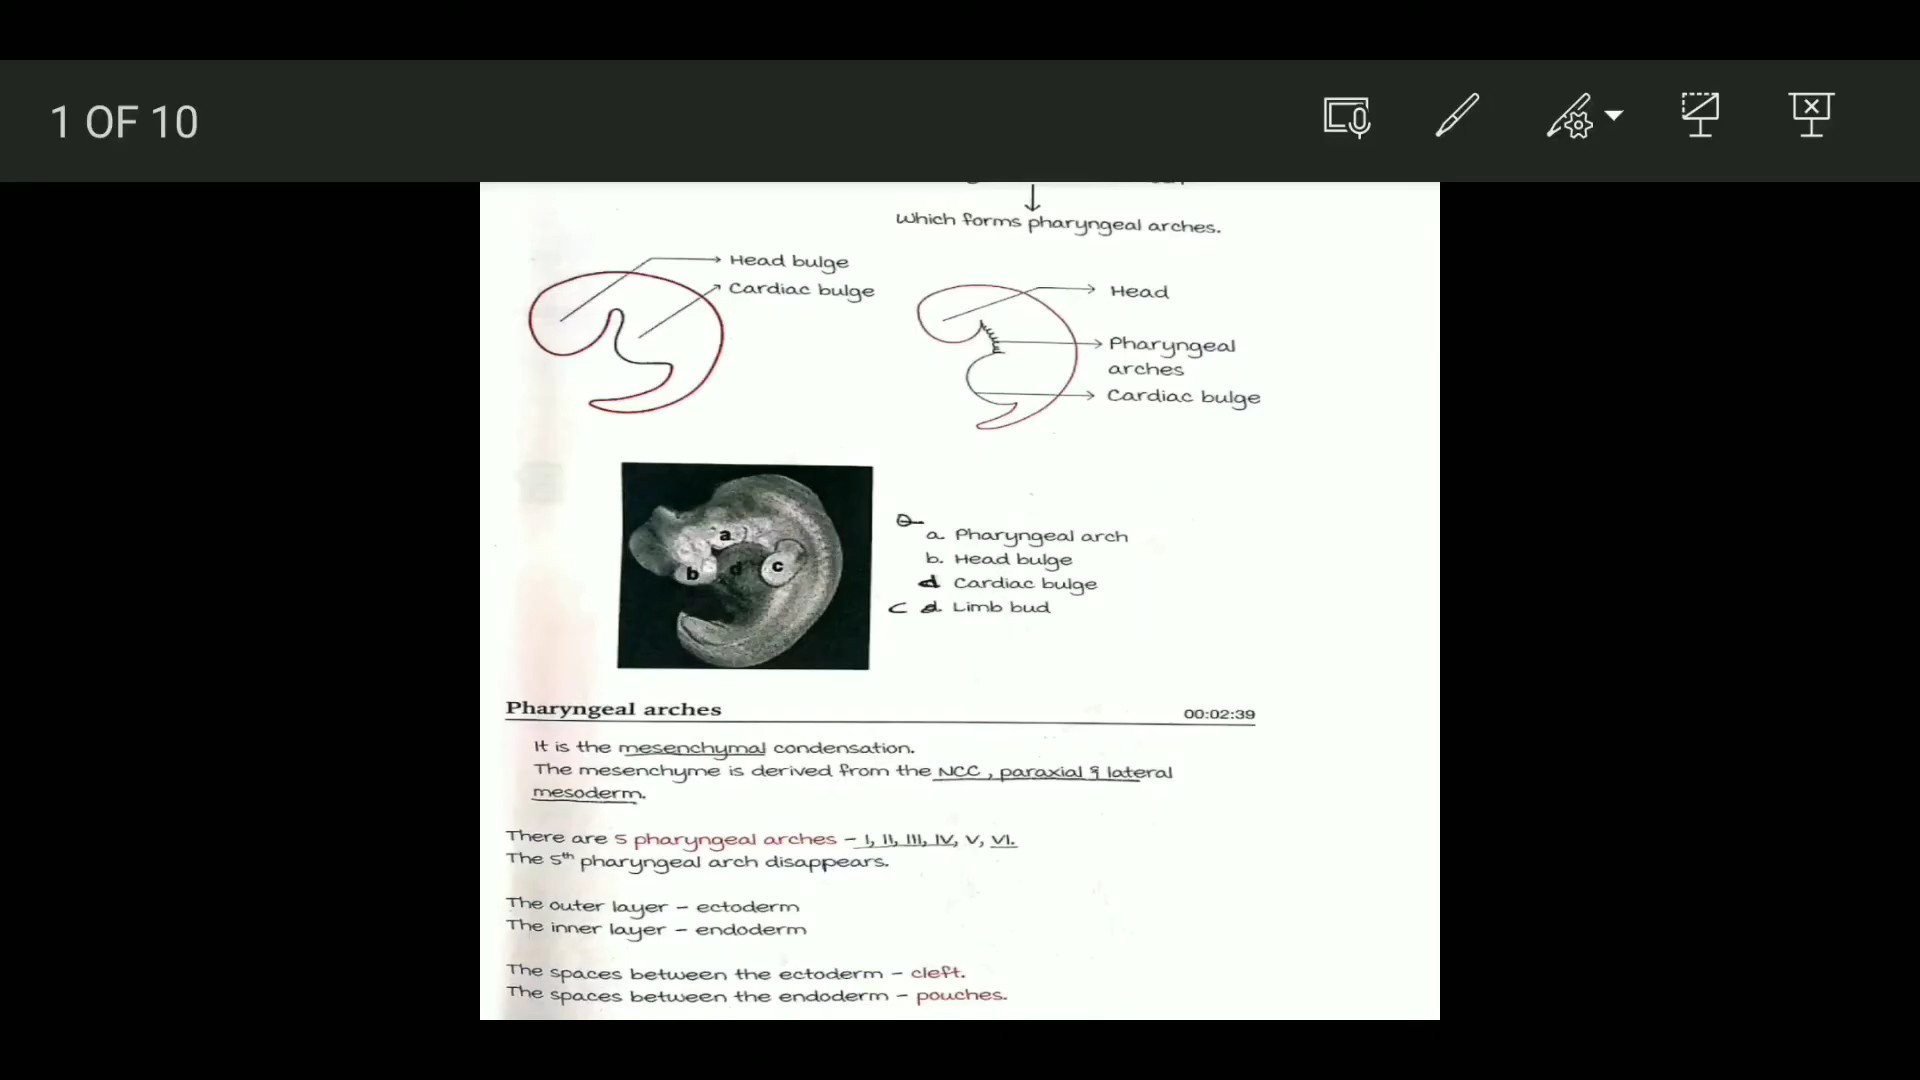 1 OF 10
Which forms pharyngeal arches.
Head bulge
Cardiac bulge
Head
Pharyngeal
arches
Cardiac bulge
a
b
d
c
a. Pharyngeal arch
b. Head bulge
d Cardiac bulge
c d. Limb bud
Pharyngeal arches
00:02:39
It is the mesenchymal condensation.
The mesenchyme is derived from the NCC, paraxial & lateral
mesoderm.
There are 5 pharyngeal arches - I, II, III, IV, V, VI.
The 5th pharyngeal arch disappears.
The outer layer - ectoderm
The inner layer - endoderm
The spaces between the ectoderm - cleft.
The spaces between the endoderm - pouches.